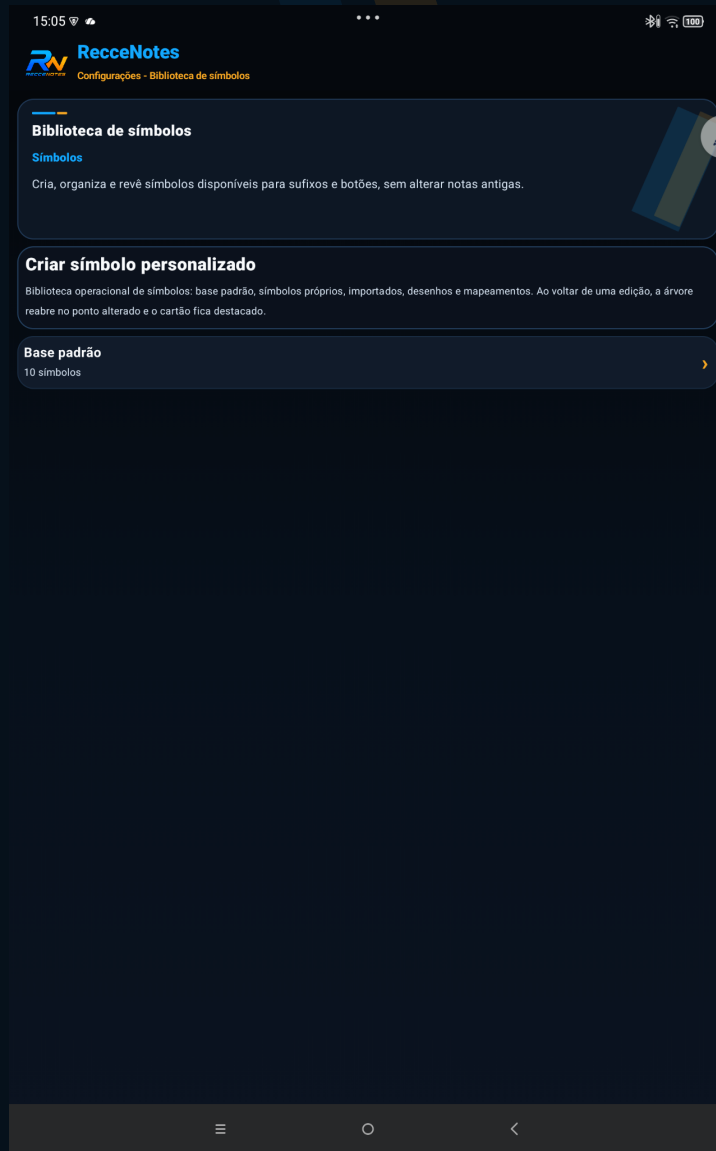 15:05
100
RecceNotes
RECCENOTES
Configurações - Biblioteca de símbolos
Biblioteca de símbolos
Símbolos
Cria, organiza e revê símbolos disponíveis para sufixos e botões, sem alterar notas antigas.
Criar símbolo personalizado
Biblioteca operacional de símbolos: base padrão, símbolos próprios, importados, desenhos e mapeamentos. Ao voltar de uma edição, a árvore
reabre no ponto alterado e o cartão fica destacado.
Base padrão
10 símbolos